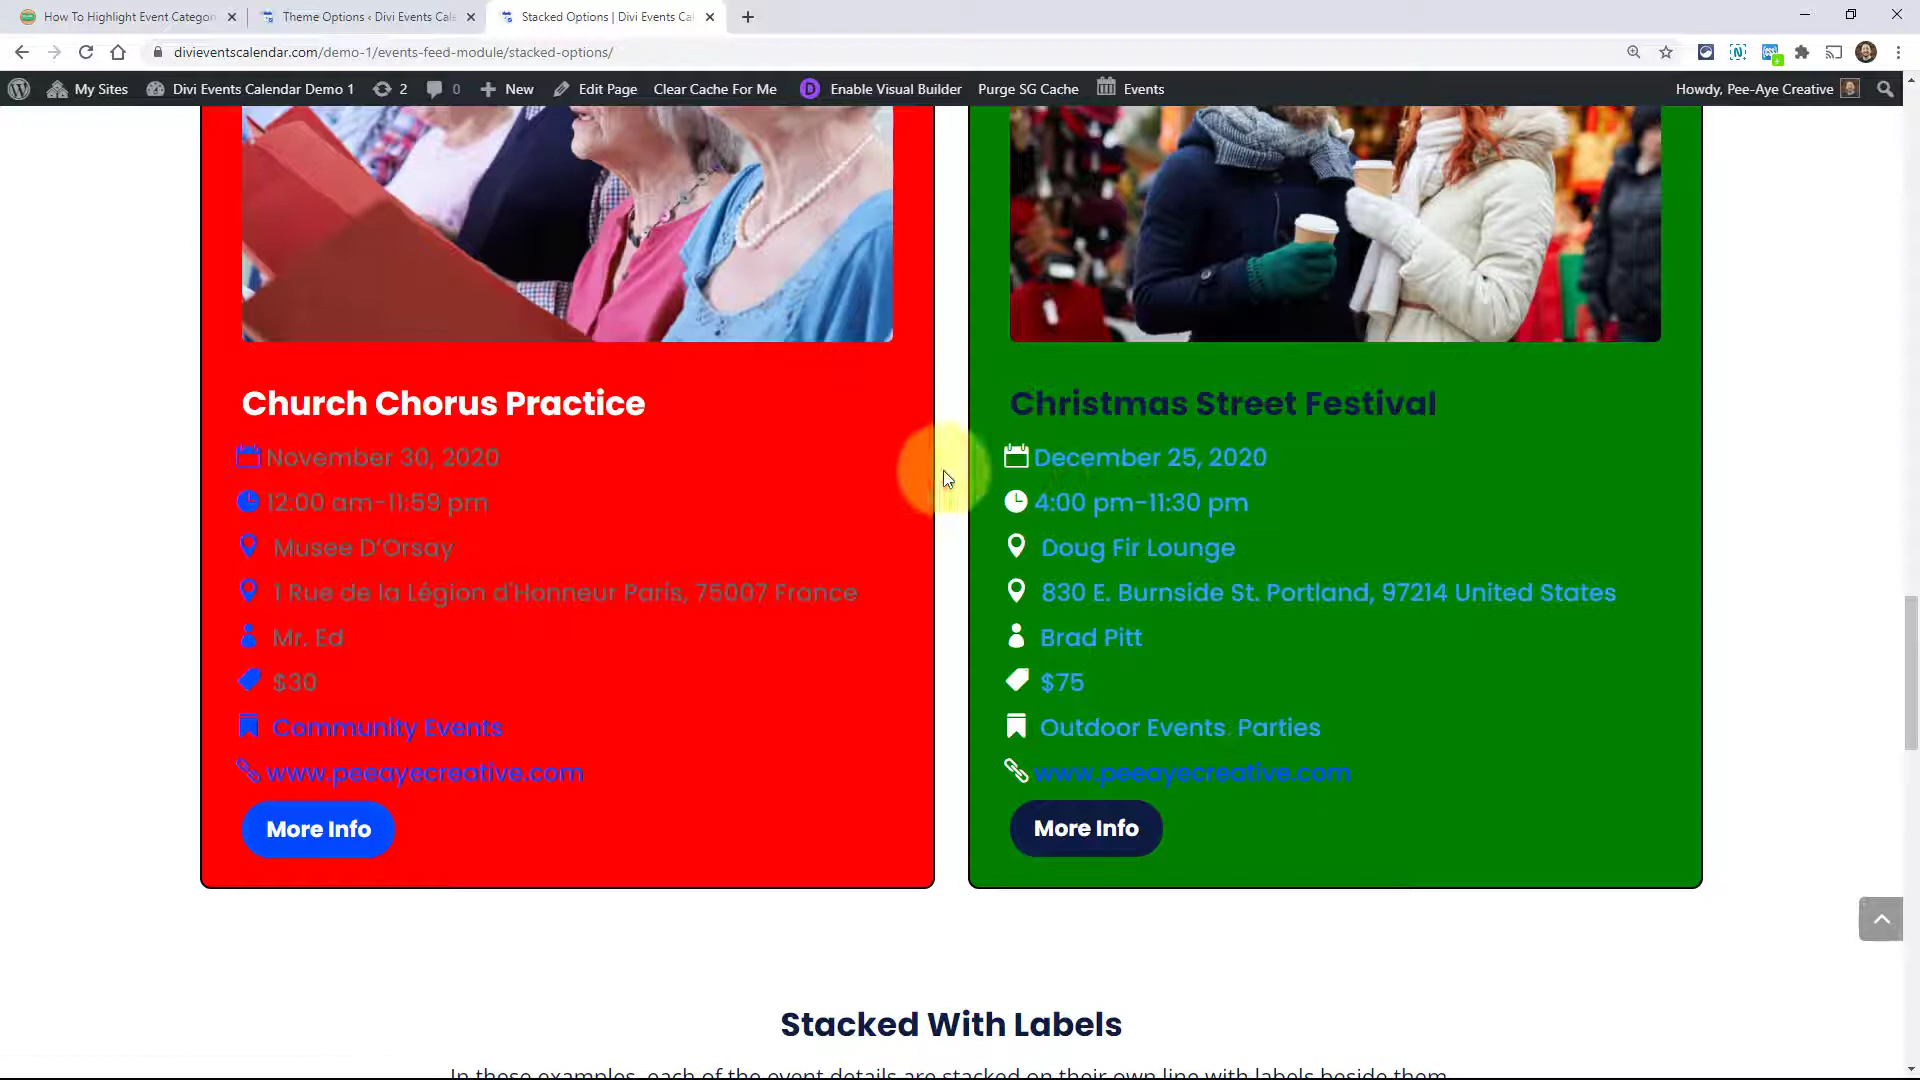 How To Highlight Event Categor
Theme Options ‹ Divi Events Cale
Stacked Options | Divi Events Cal
divieventscalendar.com/demo-1/events-feed-module/stacked-options/
My Sites
Divi Events Calendar Demo 1
2
0
New
Edit Page
Clear Cache For Me
D
Enable Visual Builder
Purge SG Cache
Events
Howdy, Pee-Aye Creative
Church Chorus Practice
November 30, 2020
12:00 am-11:59 pm
Musee D'Orsay
1 Rue de la Légion d'Honneur Paris, 75007 France
Mr. Ed
$30
Community Events
www.peeayecreative.com
More Info
Christmas Street Festival
December 25, 2020
4:00 pm-11:30 pm
Doug Fir Lounge
830 E. Burnside St. Portland, 97214 United States
Brad Pitt
$75
Outdoor Events, Parties
www.peeayecreative.com
More Info
Stacked With Labels
In these examples, each of the event details are stacked on their own line with labels beside them